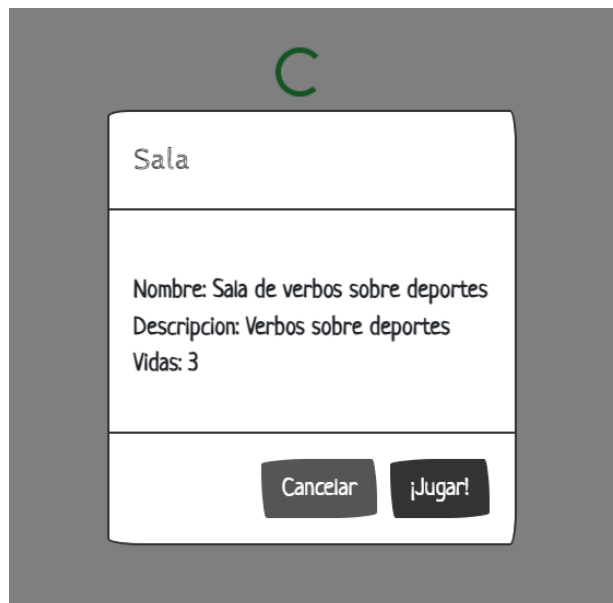 Sala
Nombre: Sala de verbos sobre deportes
Descripcion: Verbos sobre deportes
Vidas: 3
Cancelar
¡Jugar!